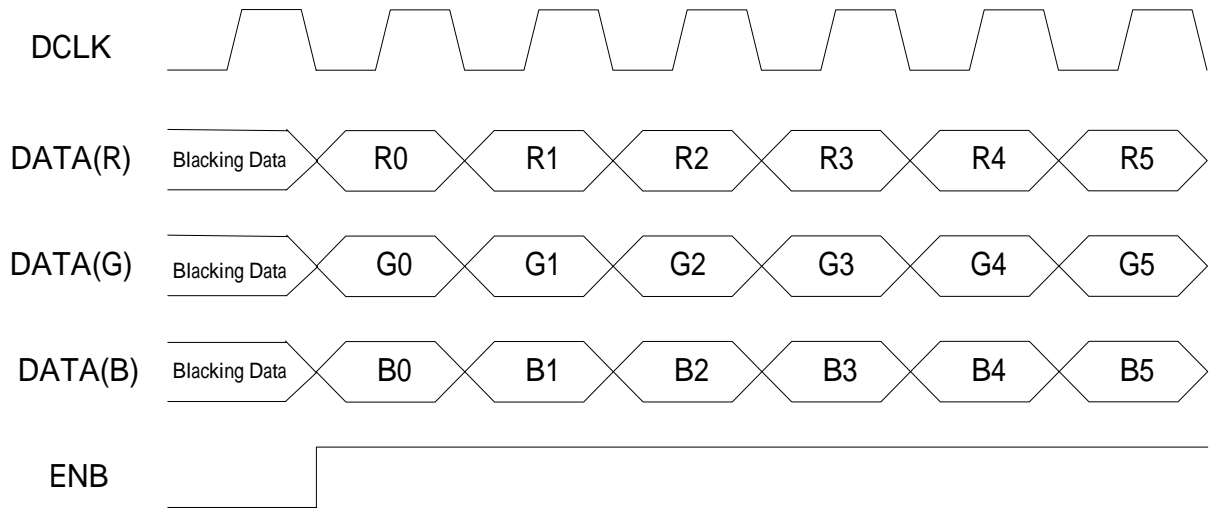 DCLK
DATA(R) Blacking Data R0 R1 R2 R3 R4 R5
DATA(G) Blacking Data G0 G1 G2 G3 G4 G5
DATA(B) Blacking Data B0 B1 B2 B3 B4 B5
ENB